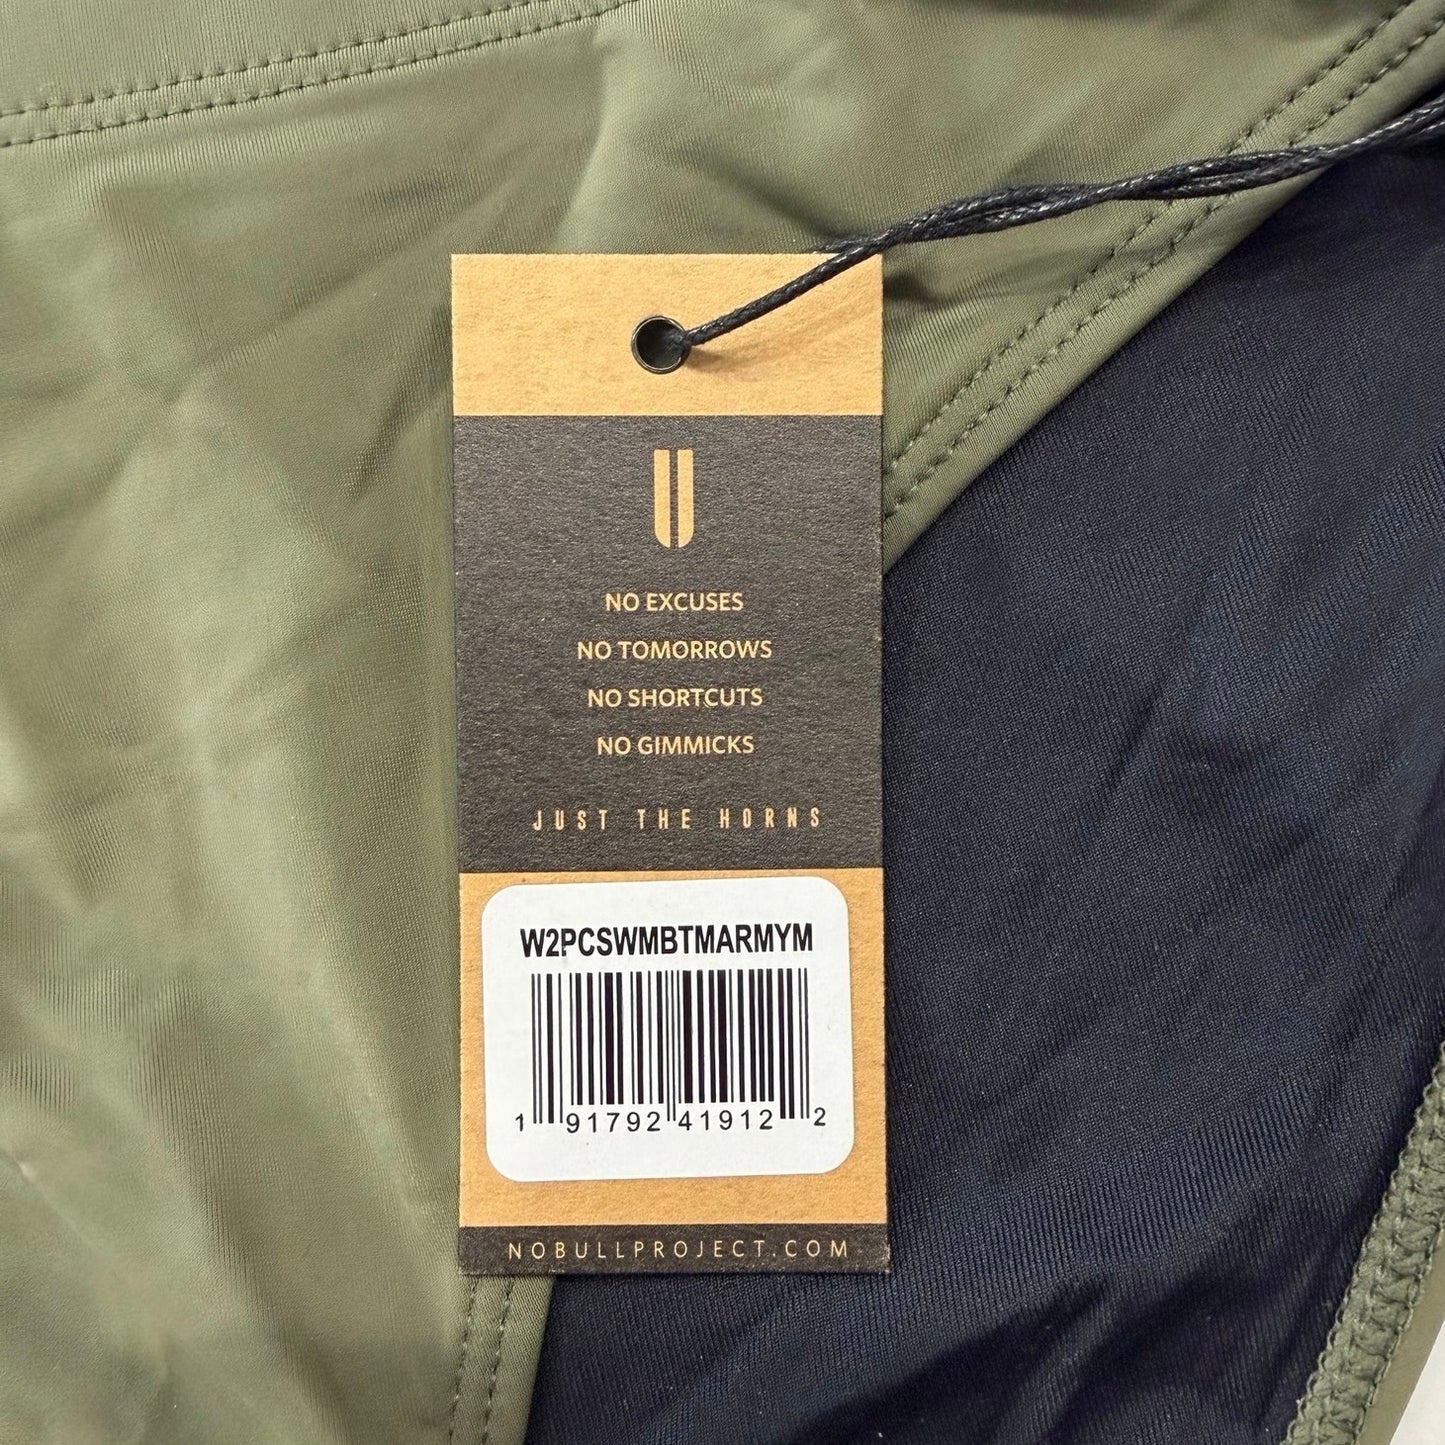 NO EXCUSES
NO TOMORROWS
NO SHORTCUTS
NO GIMMICKS
JUST THE HORNS
W2PCSWMBTMARMYM
1 91792 41912 2
NOBULLPROJECT.COM